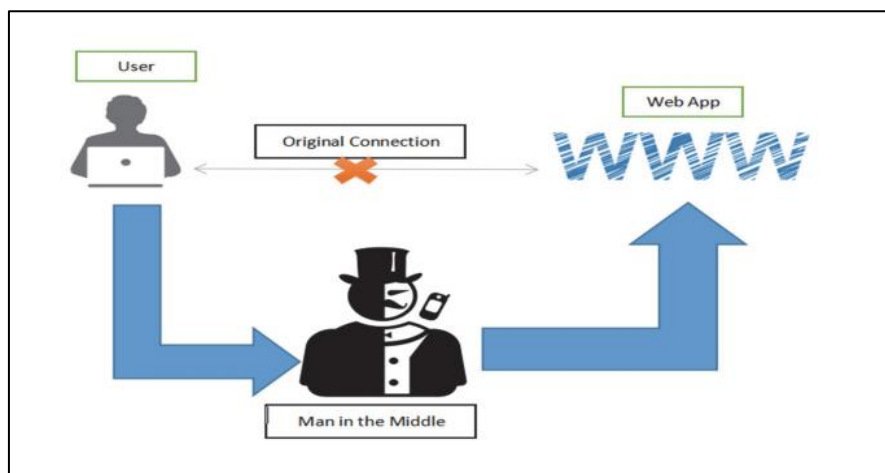 User
Web App
Original Connection
WWW
Man in the Middle